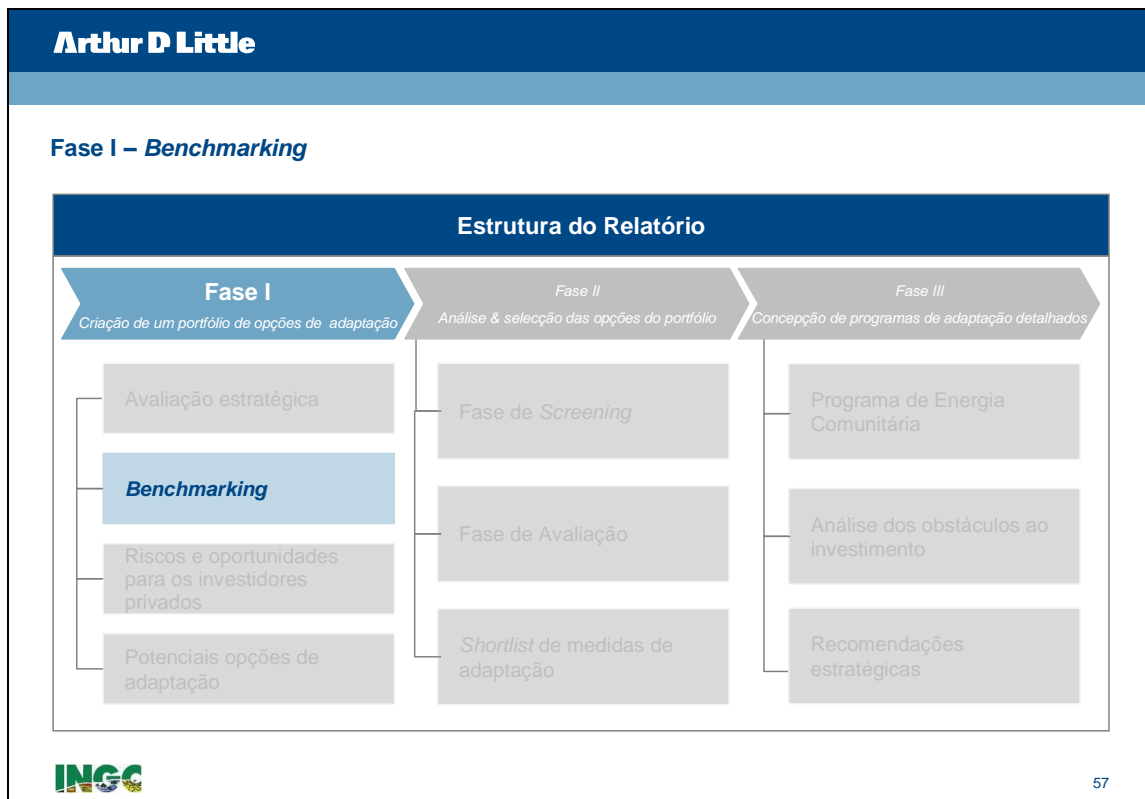 Arthur D Little
Fase I – Benchmarking
Estrutura do Relatório
Fase I
Criação de um portfólio de opções de adaptação
Avaliação estratégica
Benchmarking
Riscos e oportunidades
para os investidores
privados
Potenciais opções de
adaptação
Fase II
Análise & selecção das opções do portfólio
Fase de Screening
Fase de Avaliação
Shortlist de medidas de
adaptação
Fase III
Concepção de programas de adaptação detalhados
Programa de Energia
Comunitária
Análise dos obstáculos ao
investimento
Recomendações
estratégicas
INGC
57